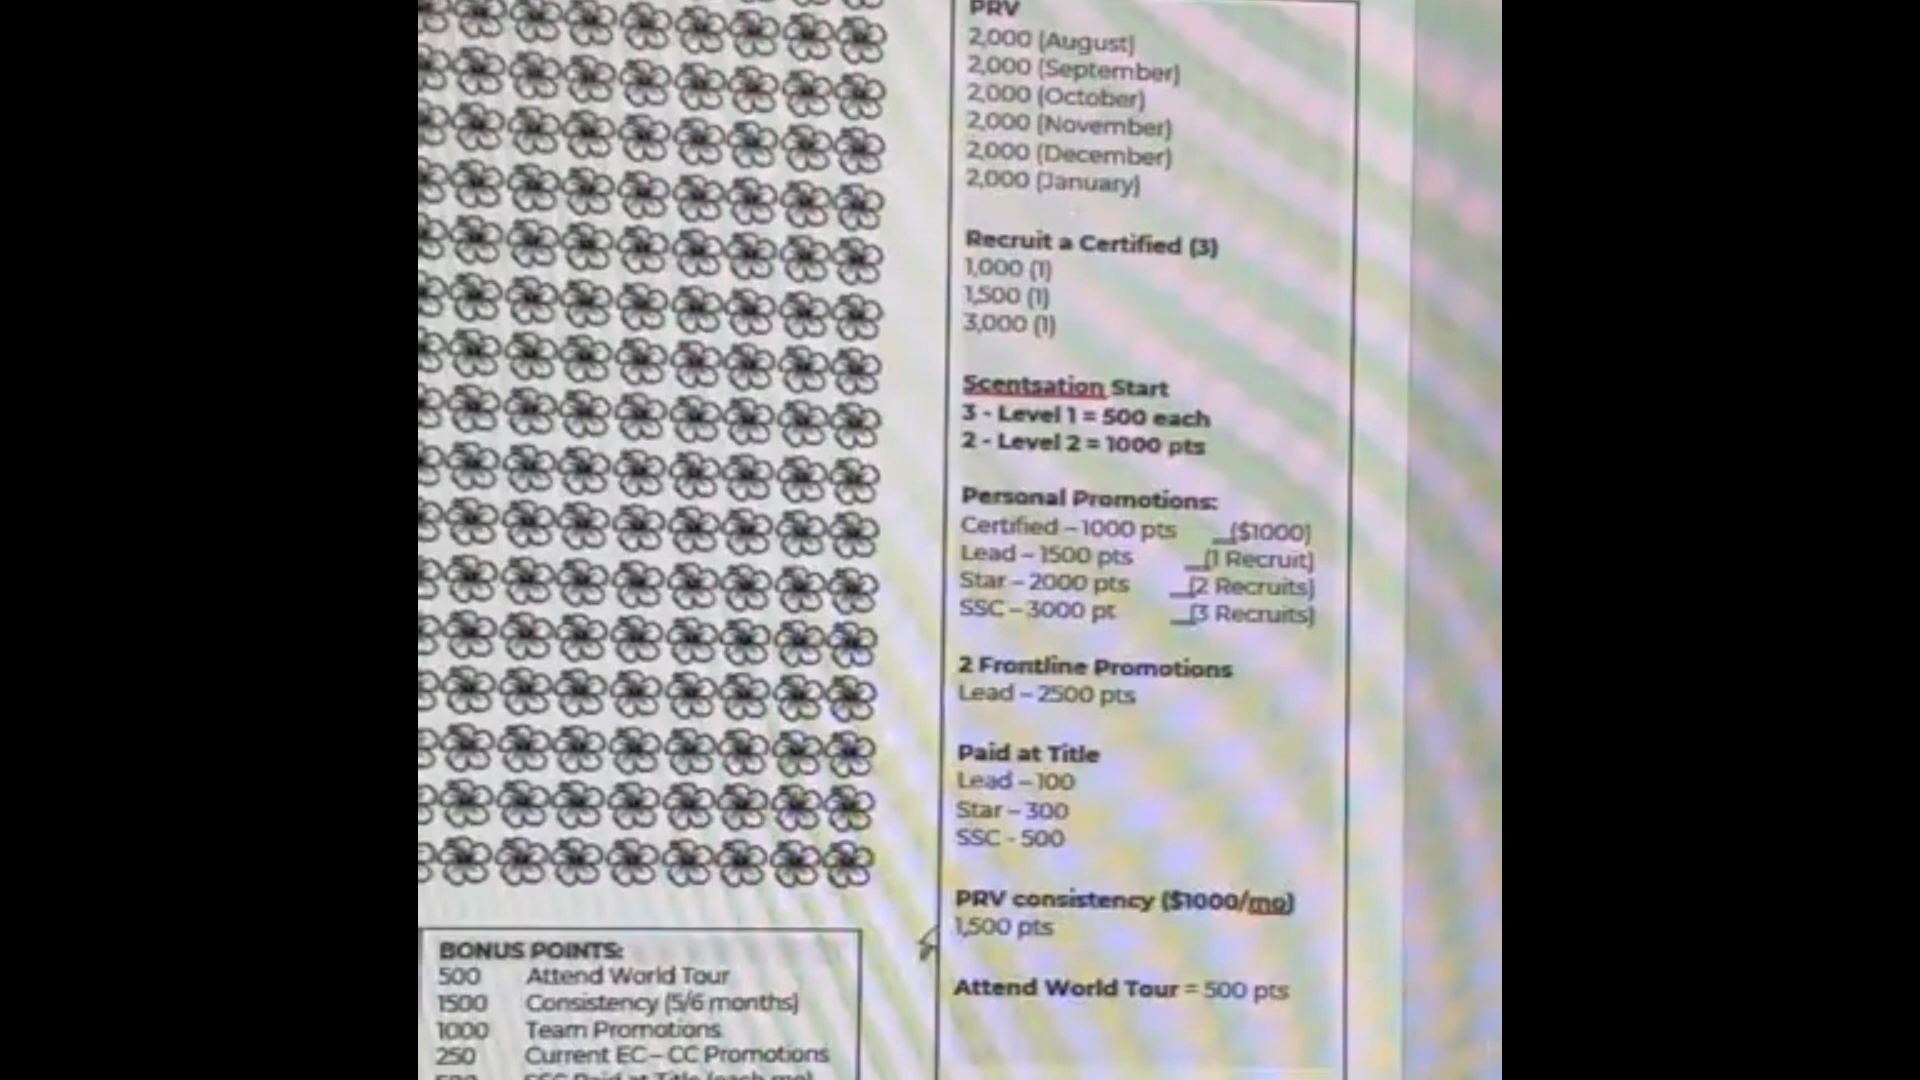 PRV
2,000 (August)
2,000 (September)
2,000 (October)
2,000 (November)
2,000 (December)
2,000 (January)
Recruit a Certified (3)
1,000 (1)
1,500 (1)
3,000 (1)
Scentsation Start
3 - Level 1 = 500 each
2 - Level 2 = 1000 pts
Personal Promotions:
Certified – 1000 pts __($1000)
Lead – 1500 pts __(1 Recruit)
Star – 2000 pts __(2 Recruits)
SSC – 3000 pt __(3 Recruits)
2 Frontline Promotions
Lead – 2500 pts
Paid at Title
Lead – 100
Star – 300
SSC - 500
PRV consistency ($1000/mo)
1,500 pts
Attend World Tour = 500 pts
BONUS POINTS:
500 Attend World Tour
1500 Consistency (5/6 months)
1000 Team Promotions
250 Current EC – CC Promotions
SSC Paid at Title (each mo)